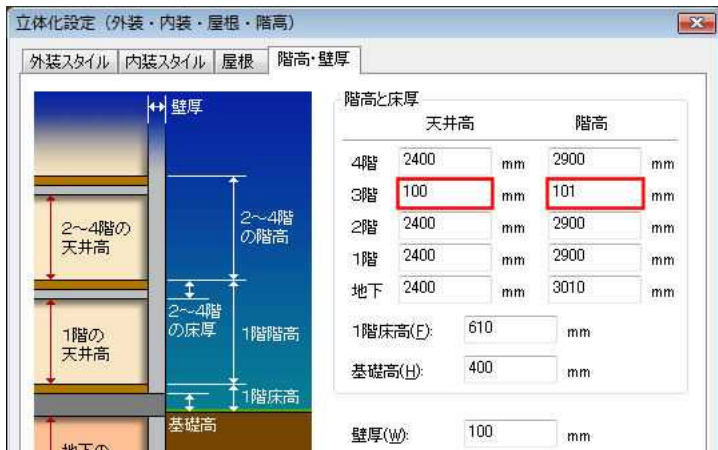 立体化設定（外装・内装・屋根・階高）
外装スタイル 内装スタイル 屋根 階高・壁厚
壁厚
2～4階の
天井高
2～4階
の階高
2～4階
の床厚
1階階高
1階の
天井高
1階床高
基礎高
地下の
階高と床厚
天井高 階高
4階 2400 mm 2900 mm
3階 100 mm 101 mm
2階 2400 mm 2900 mm
1階 2400 mm 2900 mm
地下 2400 mm 3010 mm
1階床高(F): 610 mm
基礎高(H): 400 mm
壁厚(W): 100 mm